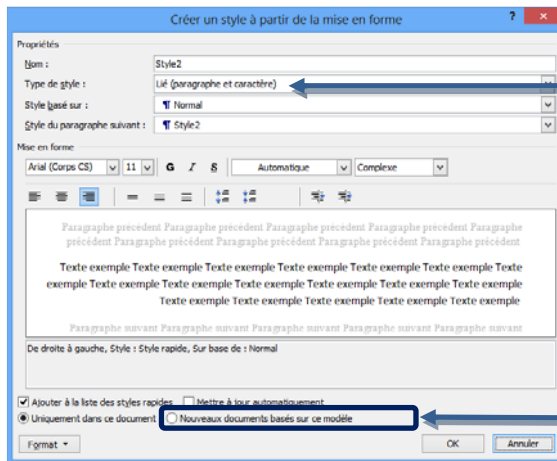 Créer un style à partir de la mise en forme
? x
Propriétés
Nom : Style2
Type de style : Lié (paragraphe et caractère)
Style basé sur : ¶ Normal
Style du paragraphe suivant : ¶ Style2
Mise en forme
Arial (Corps CS) 11 G I S Automatique Complexe
Paragraphe précédent Paragraphe précédent Paragraphe précédent Paragraphe précédent Paragraphe
précédent Paragraphe précédent Paragraphe précédent Paragraphe précédent Paragraphe précédent
Texte exemple Texte exemple Texte exemple Texte exemple Texte exemple Texte exemple Texte
exemple Texte exemple Texte exemple Texte exemple Texte exemple Texte exemple Texte exemple
Texte exemple Texte exemple Texte exemple Texte exemple Texte exemple
Paragraphe suivant Paragraphe suivant Paragraphe suivant Paragraphe suivant Paragraphe suivant
De droite à gauche, Style : Style rapide, Sur base de : Normal
Ajouter à la liste des styles rapides Mettre à jour automatiquement
Uniquement dans ce document Nouveaux documents basés sur ce modèle
Format OK Annuler